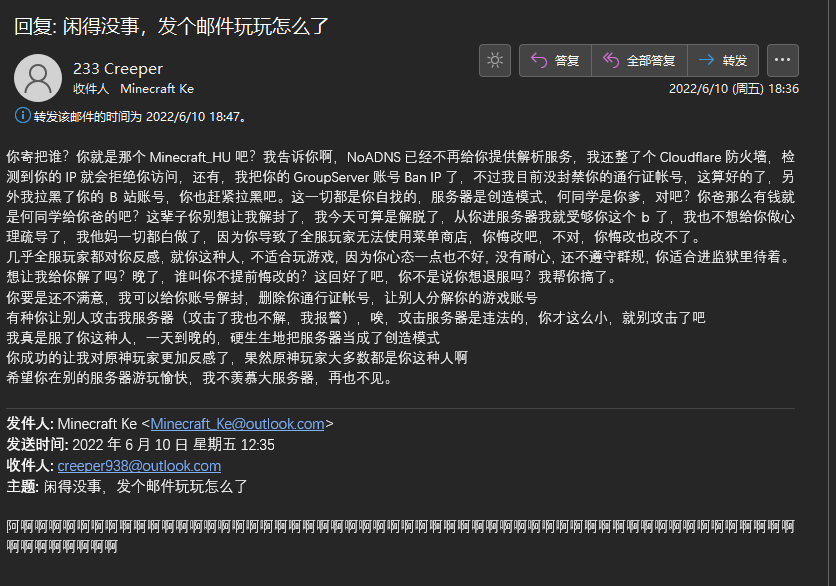 回复: 闲得没事，发个邮件玩玩怎么了
233 Creeper
收件人 Minecraft Ke
答复
全部答复
转发
2022/6/10 (周五) 18:36
转发该邮件的时间为 2022/6/10 18:47。
你寄把谁？你就是那个 Minecraft_HU 吧？我告诉你啊，NoADNS 已经不再给你提供解析服务，我还整了个 Cloudflare 防火墙，检
测到你的 IP 就会拒绝你访问，还有，我把你的 GroupServer 账号 Ban IP 了，不过我目前没封禁你的通行证帐号，这算好的了，另
外我拉黑了你的 B 站账号，你也赶紧拉黑吧。这一切都是你自找的，服务器是创造模式，何同学是你爹，对吧？你爸那么有钱就
是何同学给你爸的吧？这辈子你别想让我解封了，我今天可算是解脱了，从你进服务器我就受够你这个 b 了，我也不想给你做心
理疏导了，我他妈一切都白做了，因为你导致了全服玩家无法使用菜单商店，你悔改吧，不对，你悔改也改不了。
几乎全服玩家都对你反感，就你这种人，不适合玩游戏，因为你心态一点也不好，没有耐心，还不遵守群规，你适合进监狱里待着。
想让我给你解了吗？晚了，谁叫你不提前悔改的？这回好了吧，你不是说你想退服吗？我帮你搞了。
你要是还不满意，我可以给你账号解封，删除你通行证帐号，让别人分解你的游戏账号
有种你让别人攻击我服务器（攻击了我也不解，我报警），唉，攻击服务器是违法的，你才这么小，就别攻击了吧
我真是服了你这种人，一天到晚的，硬生生地把服务器当成了创造模式
你成功的让我对原神玩家更加反感了，果然原神玩家大多数都是你这种人啊
希望你在别的服务器游玩愉快，我不羡慕大服务器，再也不见。
发件人: Minecraft Ke <Minecraft_Ke@outlook.com>
发送时间: 2022 年 6 月 10 日 星期五 12:35
收件人: creeper938@outlook.com
主题: 闲得没事，发个邮件玩玩怎么了
阿啊啊啊啊啊啊啊啊啊啊啊啊啊啊啊啊啊啊啊啊啊啊啊啊啊啊啊啊啊啊啊啊啊啊啊啊啊啊啊啊啊啊啊啊啊啊啊啊啊啊啊啊啊啊啊
啊啊啊啊啊啊啊啊